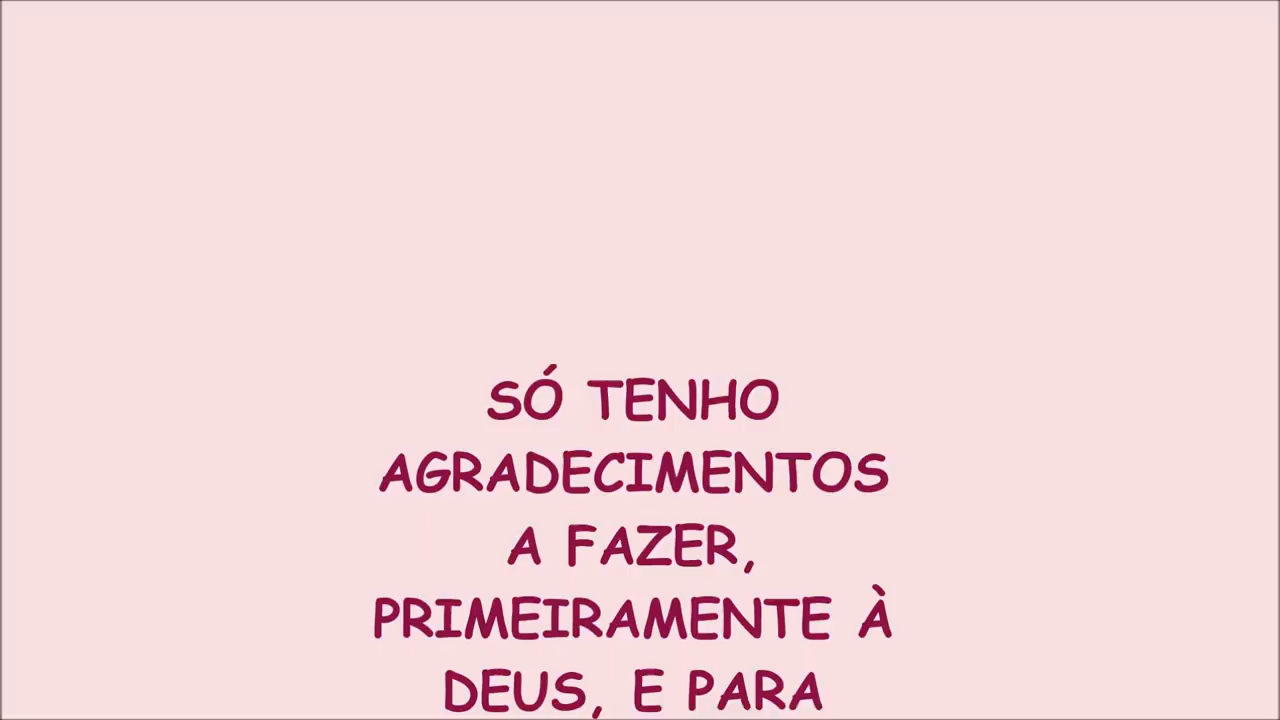 SÓ TENHO
AGRADECIMENTOS
A FAZER,
PRIMEIRAMENTE À
DEUS, E PARA